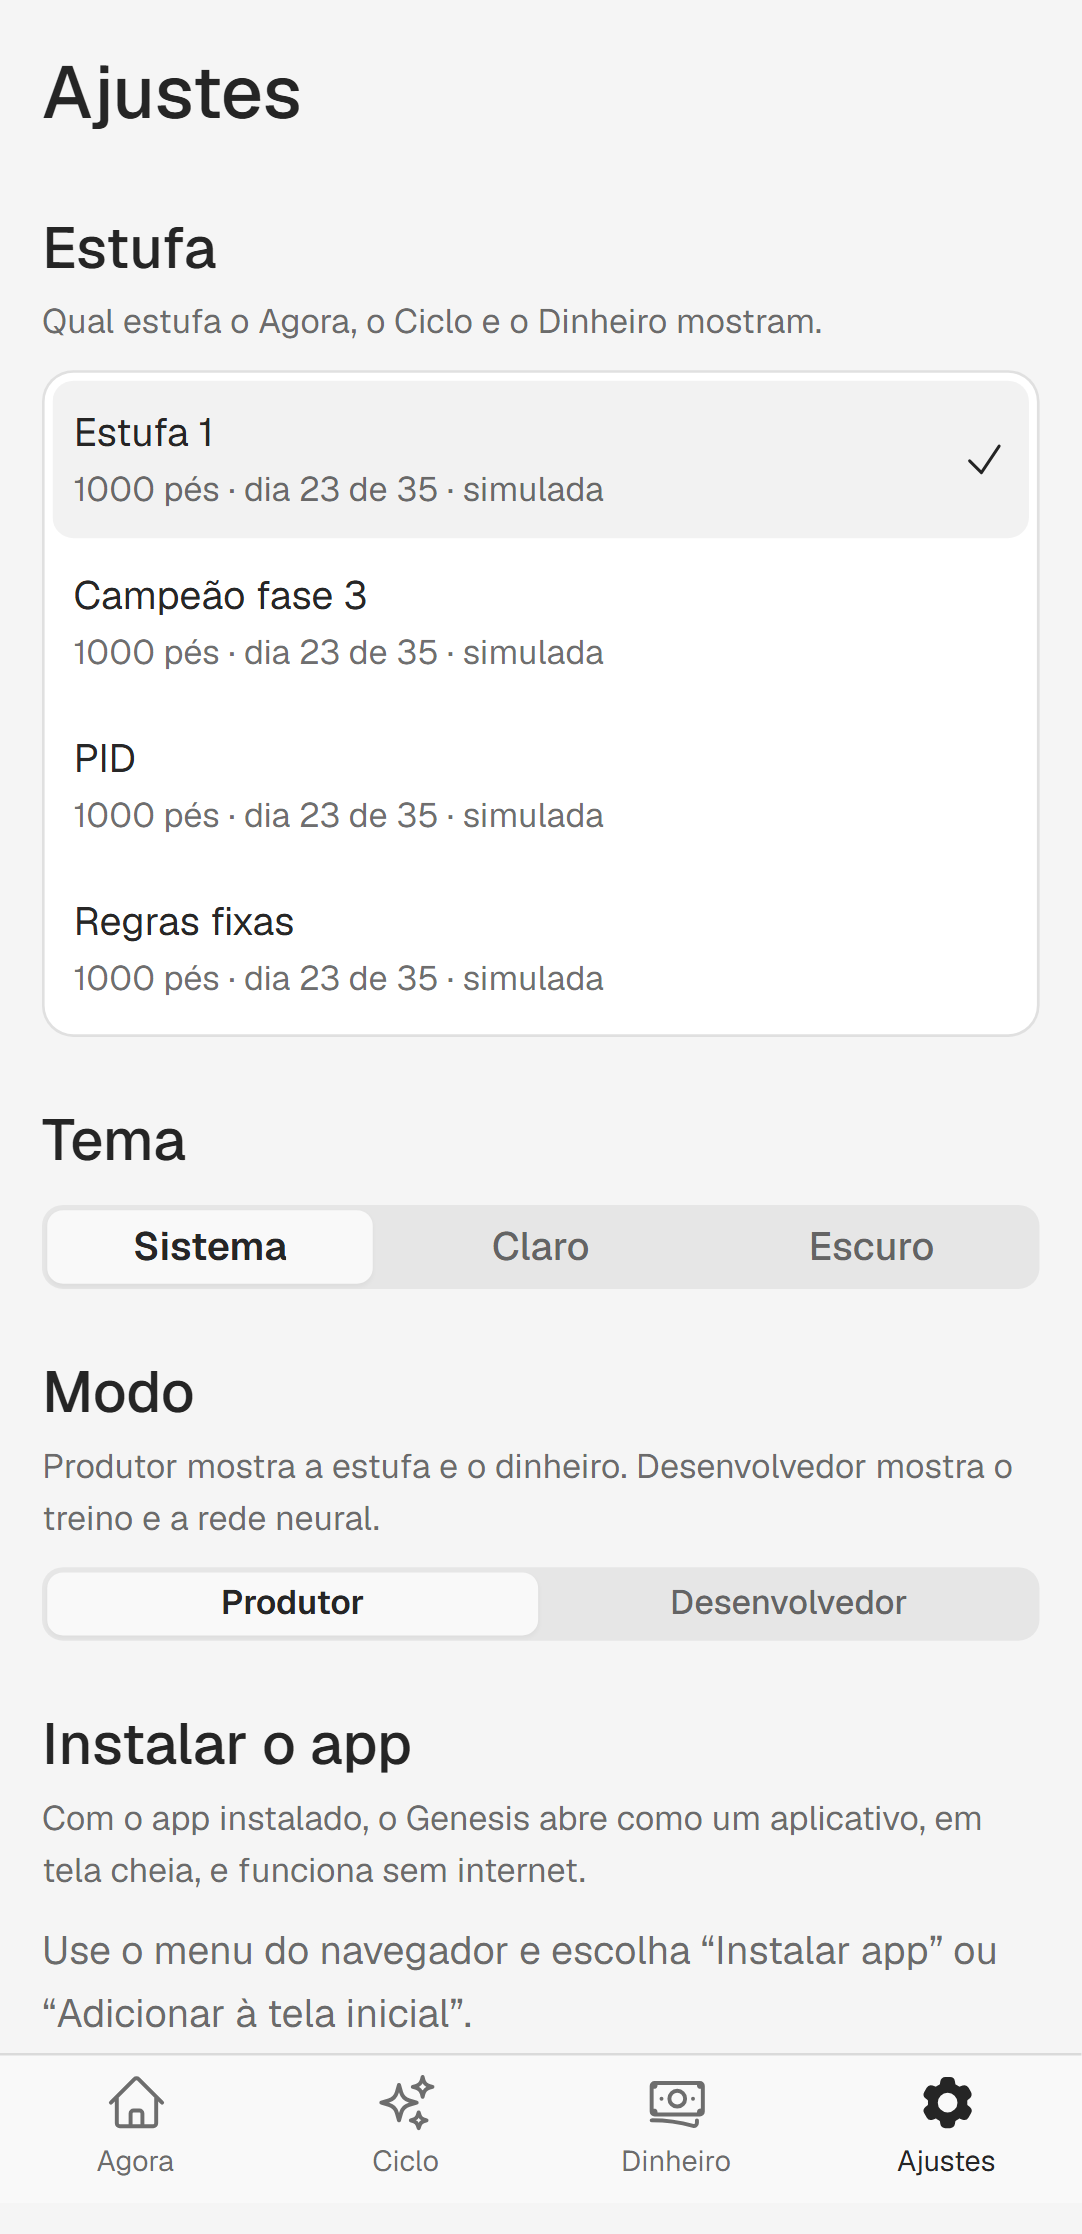 Ajustes
Estufa
Qual estufa o Agora, o Ciclo e o Dinheiro mostram.
Estufa 1
1000 pés · dia 23 de 35 · simulada
Campeão fase 3
1000 pés · dia 23 de 35 · simulada
PID
1000 pés · dia 23 de 35 · simulada
Regras fixas
1000 pés · dia 23 de 35 · simulada
Tema
Sistema Claro Escuro
Modo
Produtor mostra a estufa e o dinheiro. Desenvolvedor mostra o
treino e a rede neural.
Produtor Desenvolvedor
Instalar o app
Com o app instalado, o Genesis abre como um aplicativo, em
tela cheia, e funciona sem internet.
Use o menu do navegador e escolha “Instalar app” ou
“Adicionar à tela inicial”.
Agora Ciclo Dinheiro Ajustes